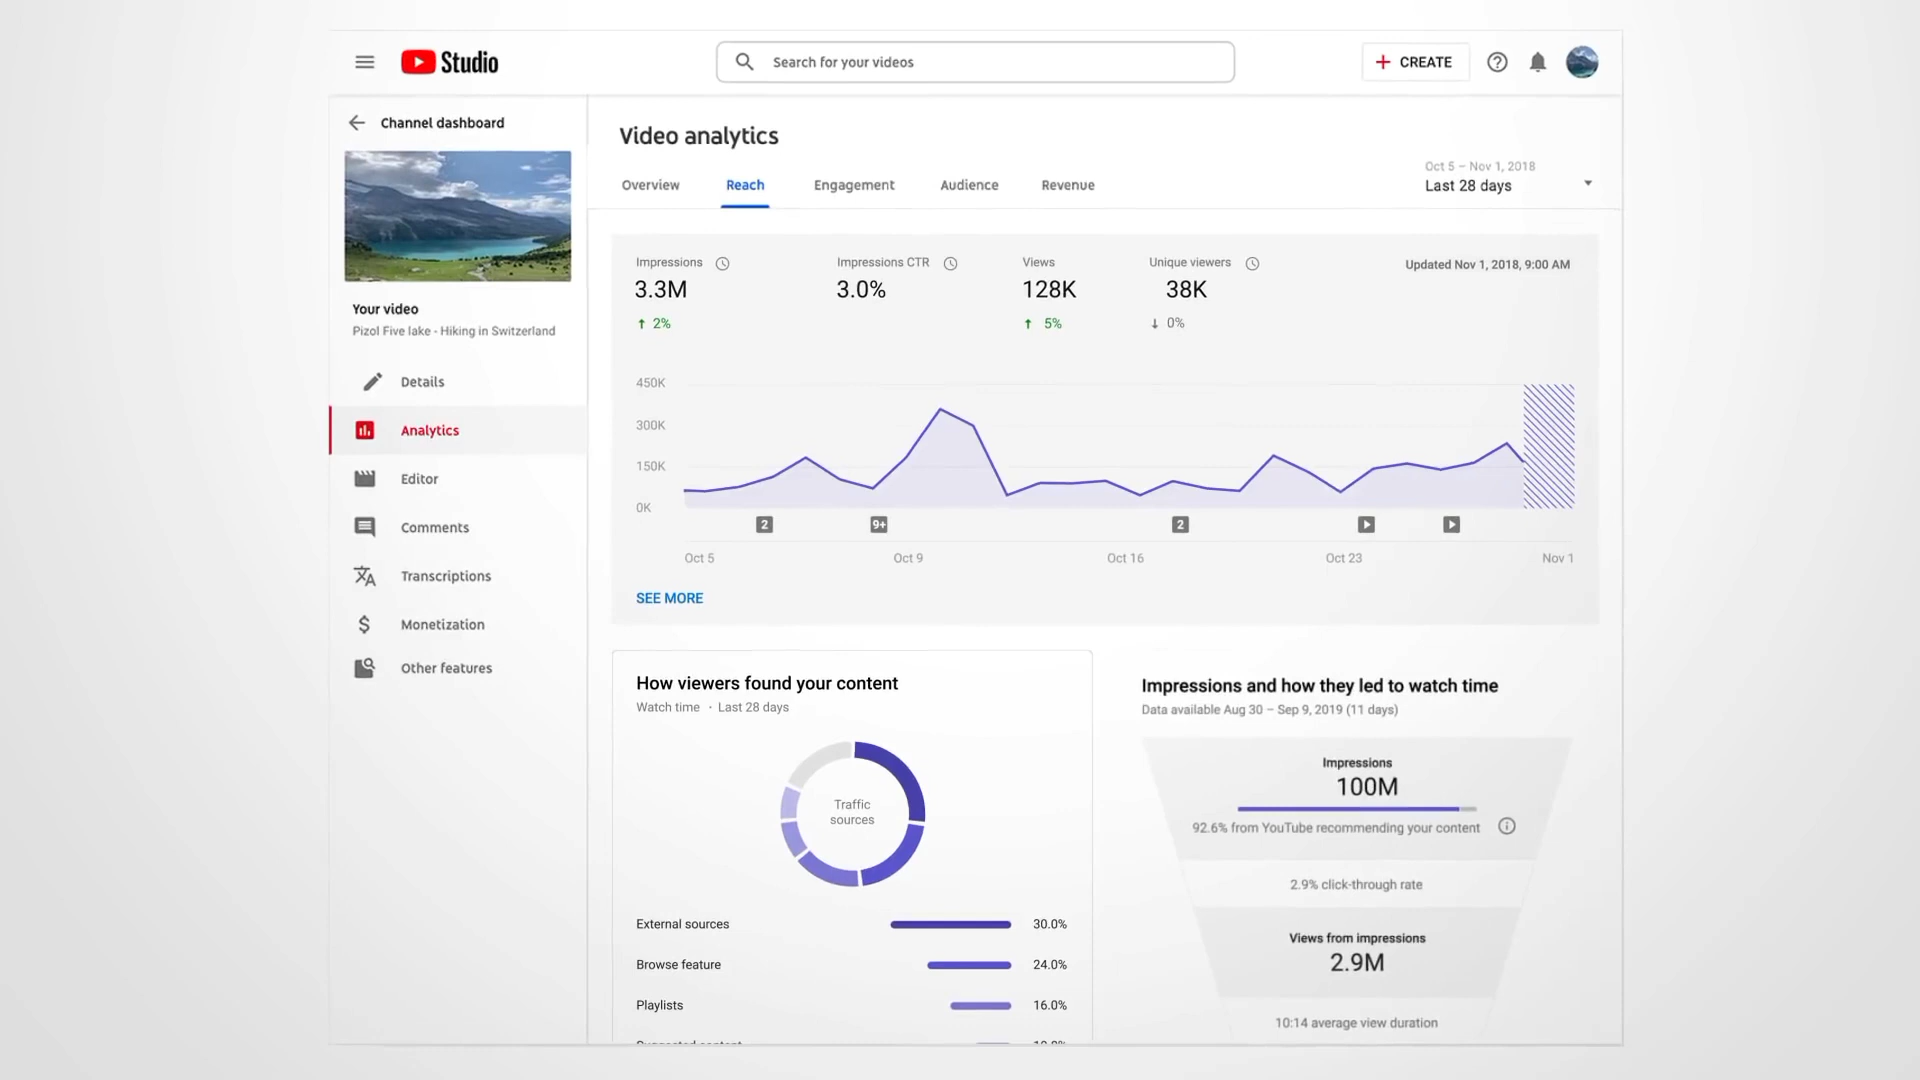 Studio
Search for your videos
CREATE
Channel dashboard
Your video
Pizol Five lake - Hiking in Switzerland
Details
Analytics
Editor
Comments
Transcriptions
Monetization
Other features
Video analytics
Overview
Reach
Engagement
Audience
Revenue
Oct 5 – Nov 1, 2018
Last 28 days
Impressions
3.3M
2%
Impressions CTR
3.0%
Views
128K
5%
Unique viewers
38K
0%
Updated Nov 1, 2018, 9:00 AM
450K
300K
150K
0K
2
9+
2
Oct 5
Oct 9
Oct 16
Oct 23
Nov 1
SEE MORE
How viewers found your content
Watch time · Last 28 days
Traffic
sources
External sources 30.0%
Browse feature 24.0%
Playlists 16.0%
Impressions and how they led to watch time
Data available Aug 30 – Sep 9, 2019 (11 days)
Impressions
100M
92.6% from YouTube recommending your content
2.9% click-through rate
Views from impressions
2.9M
10:14 average view duration